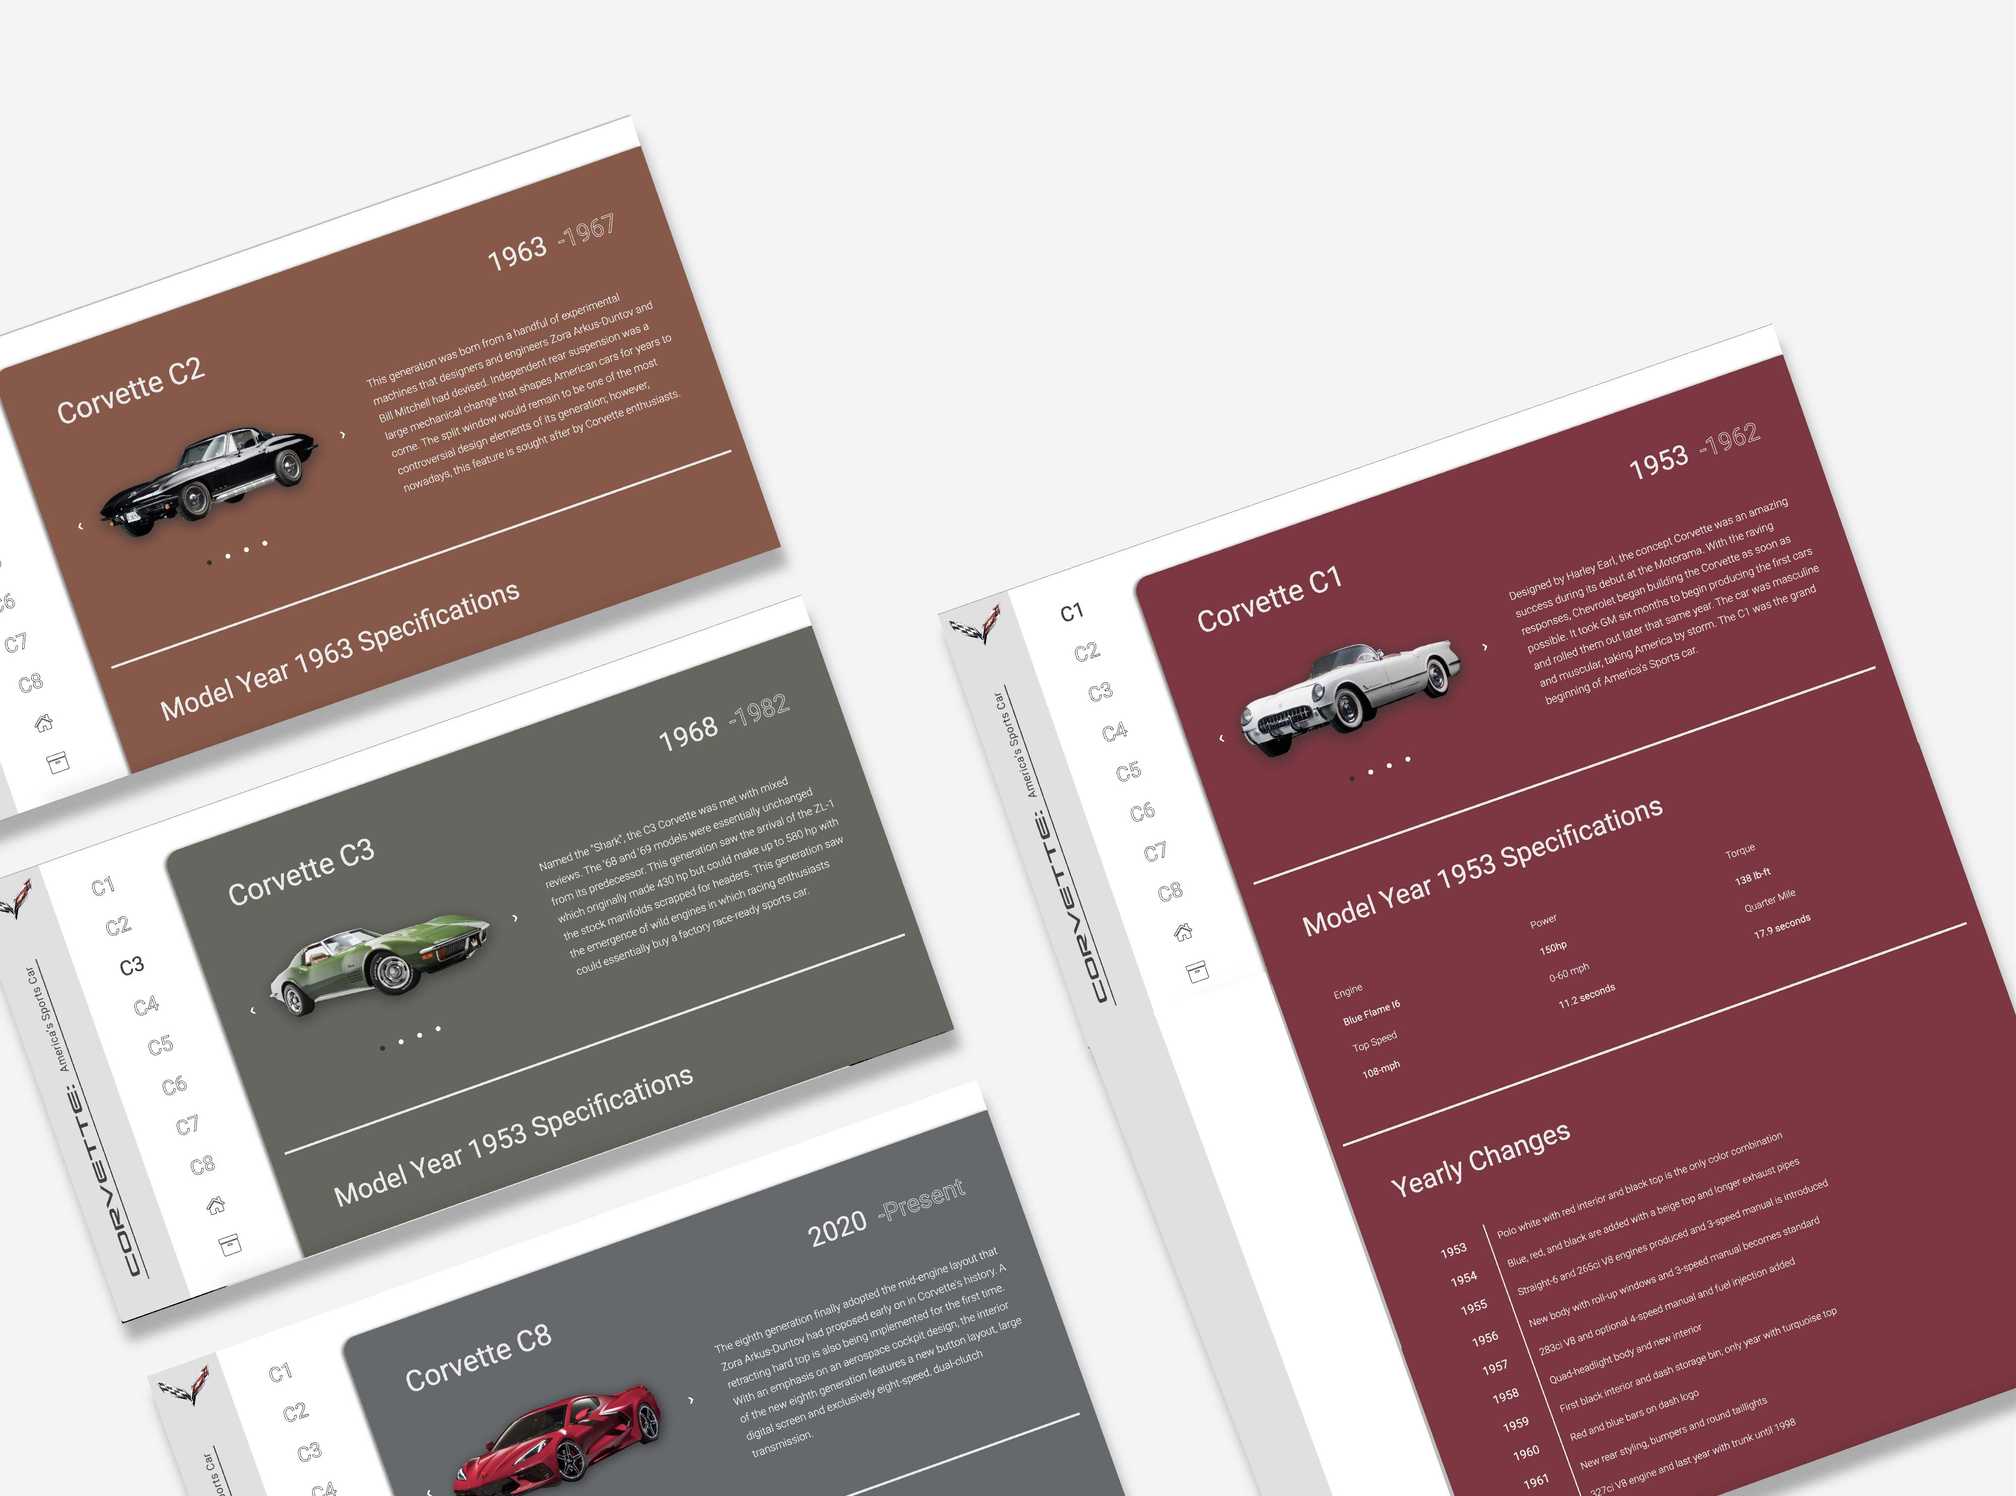 1963 -1967
Corvette C2
This generation was born from a handful of experimental
machines that designers and engineers Zora Arkus-Duntov and
Bill Mitchell had devised. Independent rear suspension was a
large mechanical change that shapes American cars for years to
come. The split window would remain to be one of the most
controversial design elements of its generation; however,
nowadays, this feature is sought after by Corvette enthusiasts.
Model Year 1963 Specifications
C7
C8
1968 -1982
Corvette C3
Named the "Shark", the C3 Corvette was met with mixed
reviews. The '68 and '69 models were essentially unchanged
from its predecessor. This generation saw the arrival of the ZL-1
which originally made 430 hp but could make up to 580 hp with
the stock manifolds scrapped for headers. This generation saw
the emergence of wild engines in which racing enthusiasts
could essentially buy a factory race-ready sports car.
Model Year 1953 Specifications
CORVETTE: America's Sports Car
C1
C2
C3
C4
C5
C6
C7
C8
2020 -Present
Corvette C8
The eighth generation finally adopted the mid-engine layout that
Zora Arkus-Duntov had proposed early on in Corvette's history. A
retracting hard top is also being implemented for the first time.
With an emphasis on an aerospace cockpit design, the interior
of the new eighth generation features a new button layout, large
digital screen and exclusively eight-speed, dual-clutch
transmission.
Car
C1
C2
C3
C4
1953 -1962
Corvette C1
Designed by Harley Earl, the concept Corvette was an amazing
success during its debut at the Motorama. With the raving
responses, Chevrolet began building the Corvette as soon as
possible. It took GM six months to begin producing the first cars
and rolled them out later that same year. The car was masculine
and muscular, taking America by storm. The C1 was the grand
beginning of America's Sports car.
CORVETTE: America's Sports Car
C1
C2
C3
C4
C5
C6
C7
C8
Model Year 1953 Specifications
Engine
Blue Flame I6
Top Speed
108-mph
Power
150hp
0-60 mph
11.2 seconds
Torque
138 lb-ft
Quarter Mile
17.9 seconds
Yearly Changes
1953 Polo white with red interior and black top is the only color combination
1954 Blue, red, and black are added with a beige top and longer exhaust pipes
1955 Straight-6 and 265ci V8 engines produced and 3-speed manual is introduced
1956 New body with roll-up windows and 3-speed manual becomes standard
1957 283ci V8 and optional 4-speed manual and fuel injection added
1958 Quad-headlight body and new interior
1959 First black interior and dash storage bin, only year with turquoise top
1960 Red and blue bars on dash logo
1961 New rear styling, bumpers and round taillights
327ci V8 engine and last year with trunk until 1998